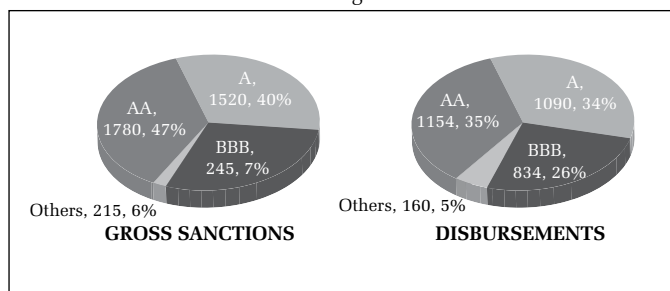 A,
1520, 40%
AA,
1780, 47%
BBB,
245, 7%
Others, 215, 6%
GROSS SANCTIONS
A,
1090, 34%
AA,
1154, 35%
BBB,
834, 26%
Others, 160, 5%
DISBURSEMENTS